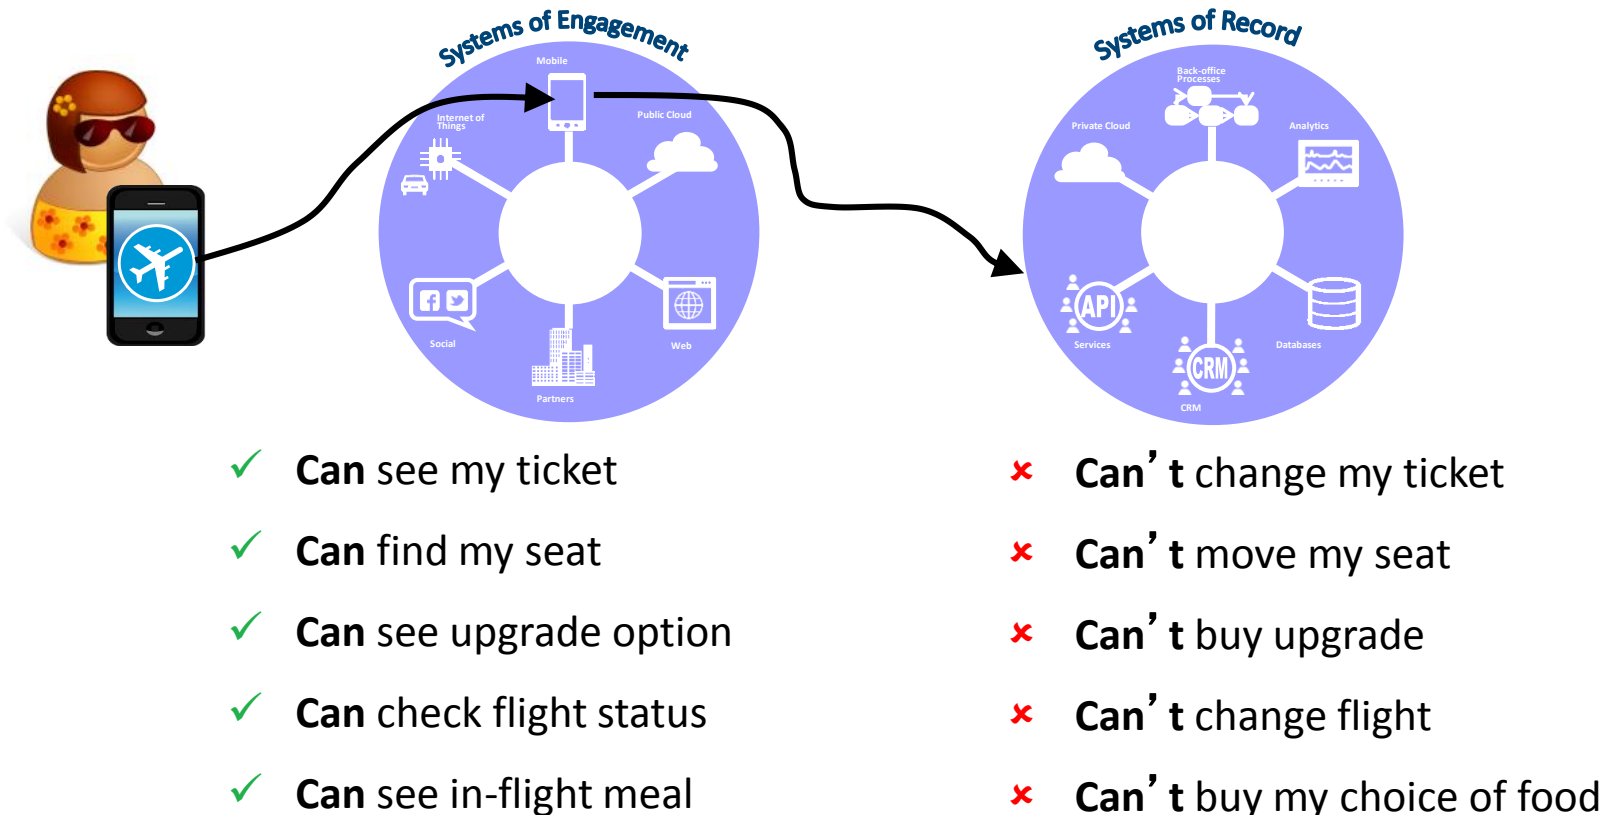 Systems of Engagement
Mobile
Internet of
Things
Public Cloud
Social
Web
Partners
Systems of Record
Back-office
Processes
Private Cloud
Analytics
API
Services
Databases
CRM
CRM
✓ Can see my ticket
✓ Can find my seat
✓ Can see upgrade option
✓ Can check flight status
✓ Can see in-flight meal
✘ Can’t change my ticket
✘ Can’t move my seat
✘ Can’t buy upgrade
✘ Can’t change flight
✘ Can’t buy my choice of food